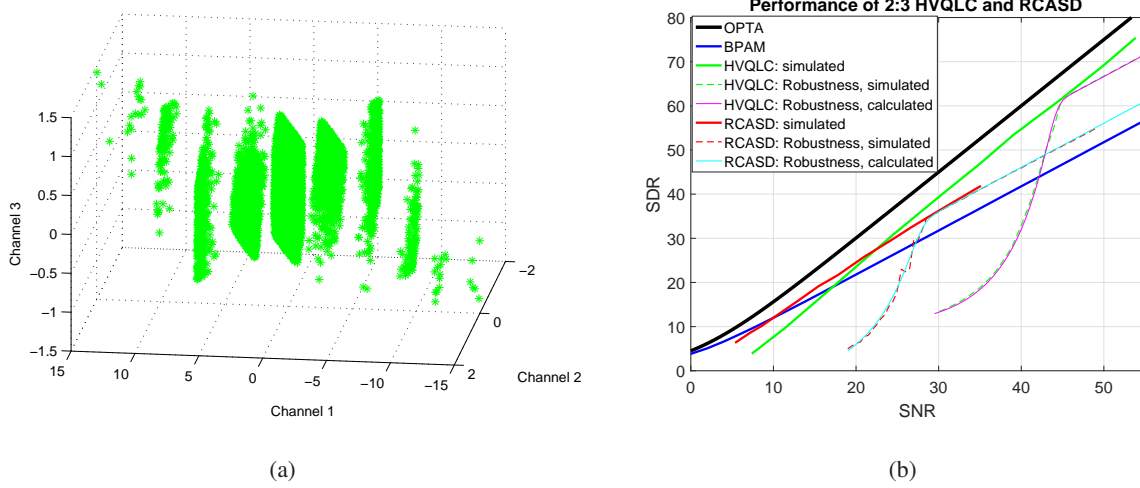 1.5
1
0.5
0
−0.5
−1
−1.5
Channel 3
15
10
5
0
−5
−10
−15
Channel 1
−2
0
2
Channel 2
(a)
Performance of 2:3 HVQLC and RCASD
OPTA
BPAM
HVQLC: simulated
HVQLC: Robustness, simulated
HVQLC: Robustness, calculated
RCASD: simulated
RCASD: Robustness, simulated
RCASD: Robustness, calculated
80
70
60
50
40
30
20
10
0
SDR
0
10
20
30
40
50
SNR
(b)